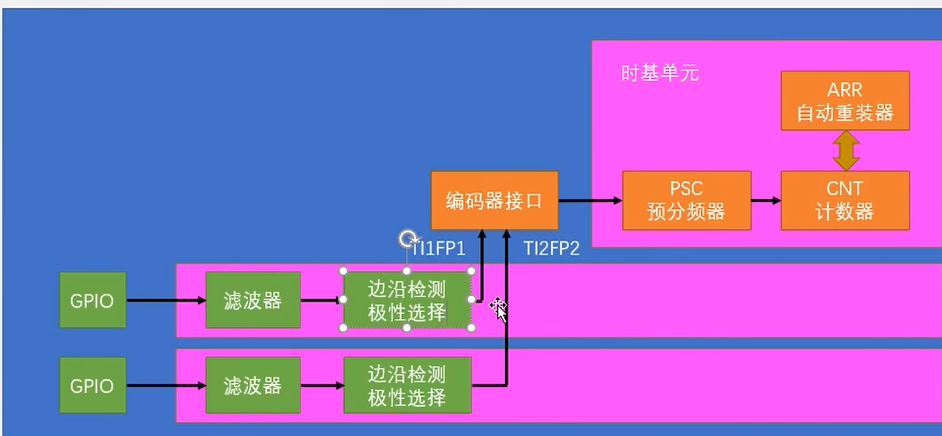 时基单元
ARR
自动重装器
编码器接口
PSC
预分频器
CNT
计数器
TI1FP1
TI2FP2
GPIO
滤波器
边沿检测
极性选择
GPIO
滤波器
边沿检测
极性选择